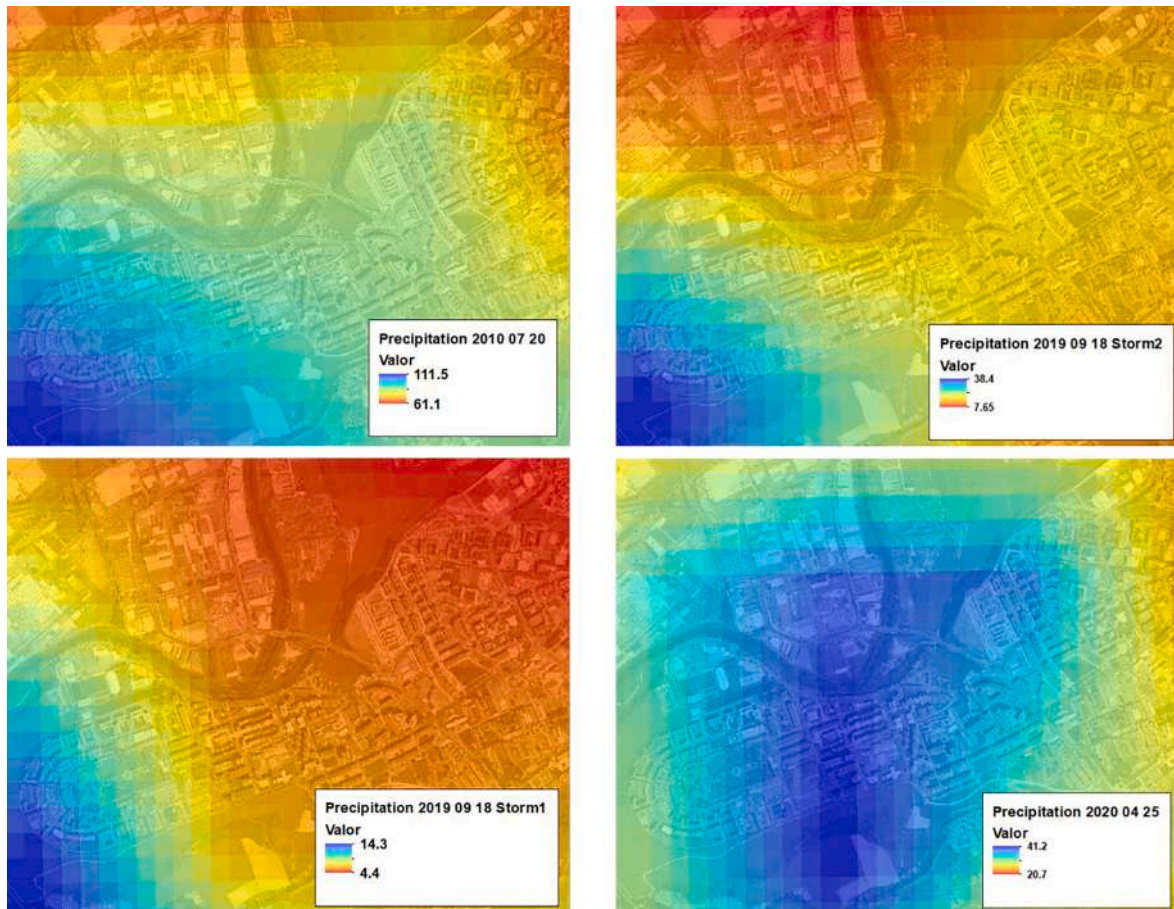 Precipitation 2010 07 20
Valor
111.5
61.1
Precipitation 2019 09 18 Storm2
Valor
38.4
7.65
Precipitation 2019 09 18 Storm1
Valor
14.3
4.4
Precipitation 2020 04 25
Valor
41.2
20.7